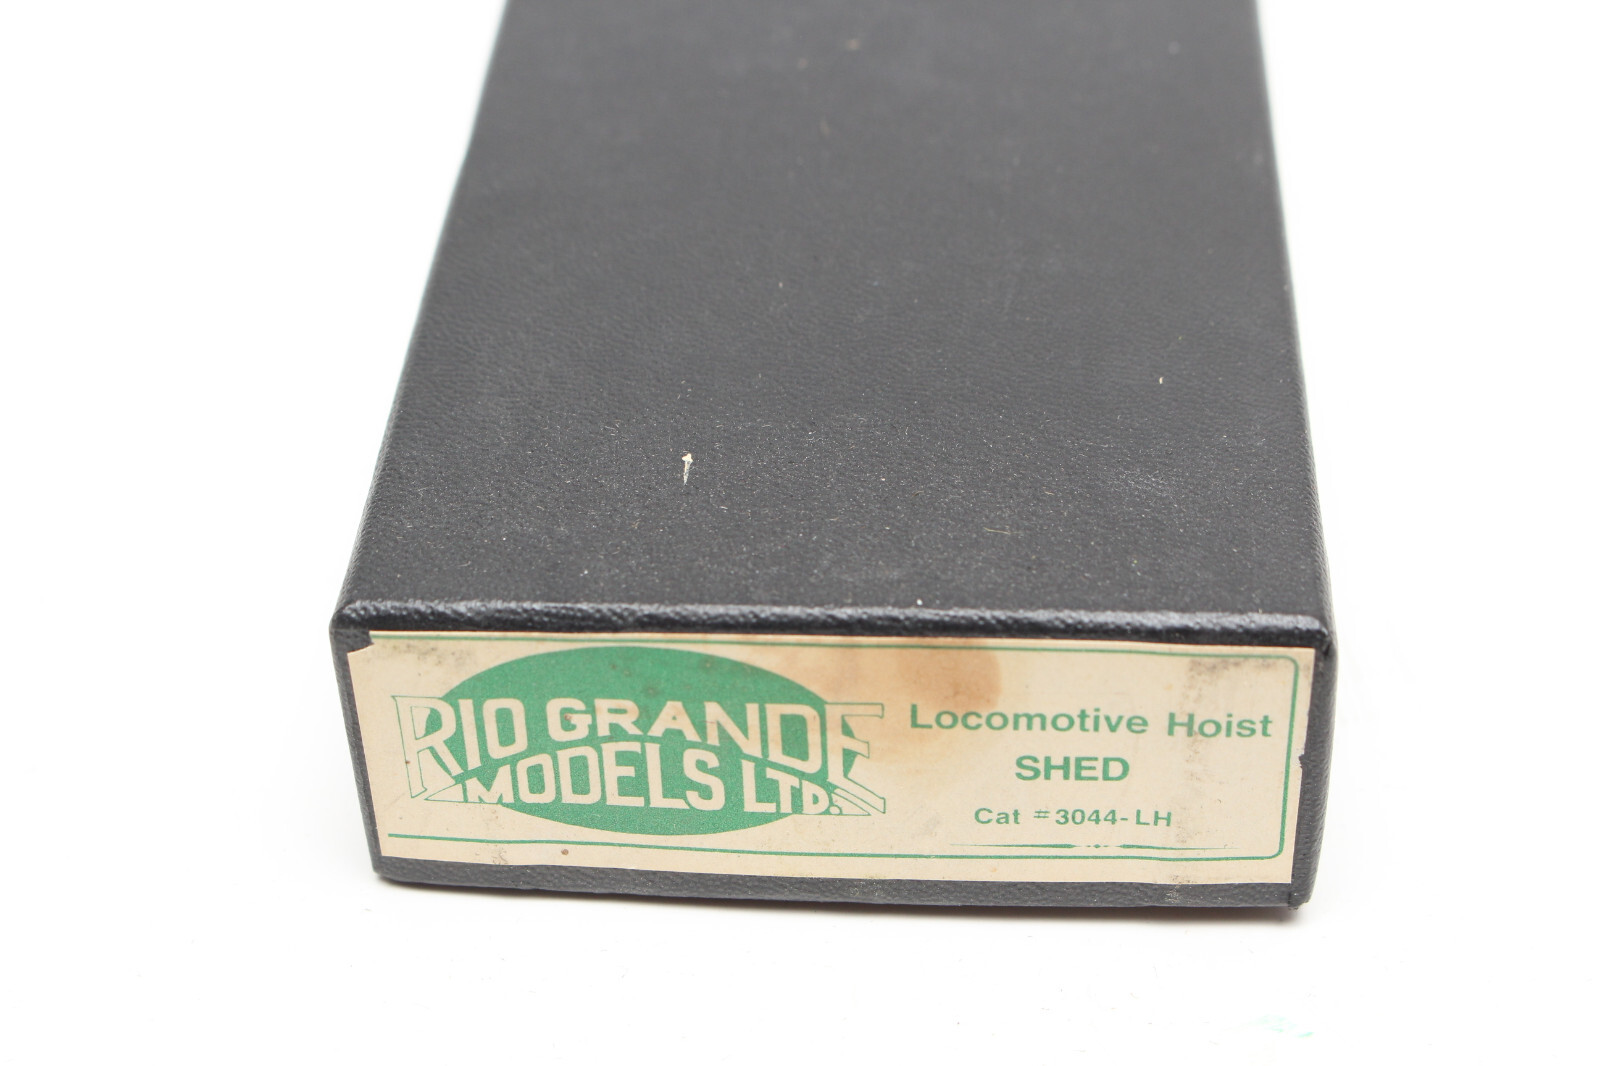 RIO GRANDE
MODELS LTD.
Locomotive Hoist
SHED
Cat #3044-LH